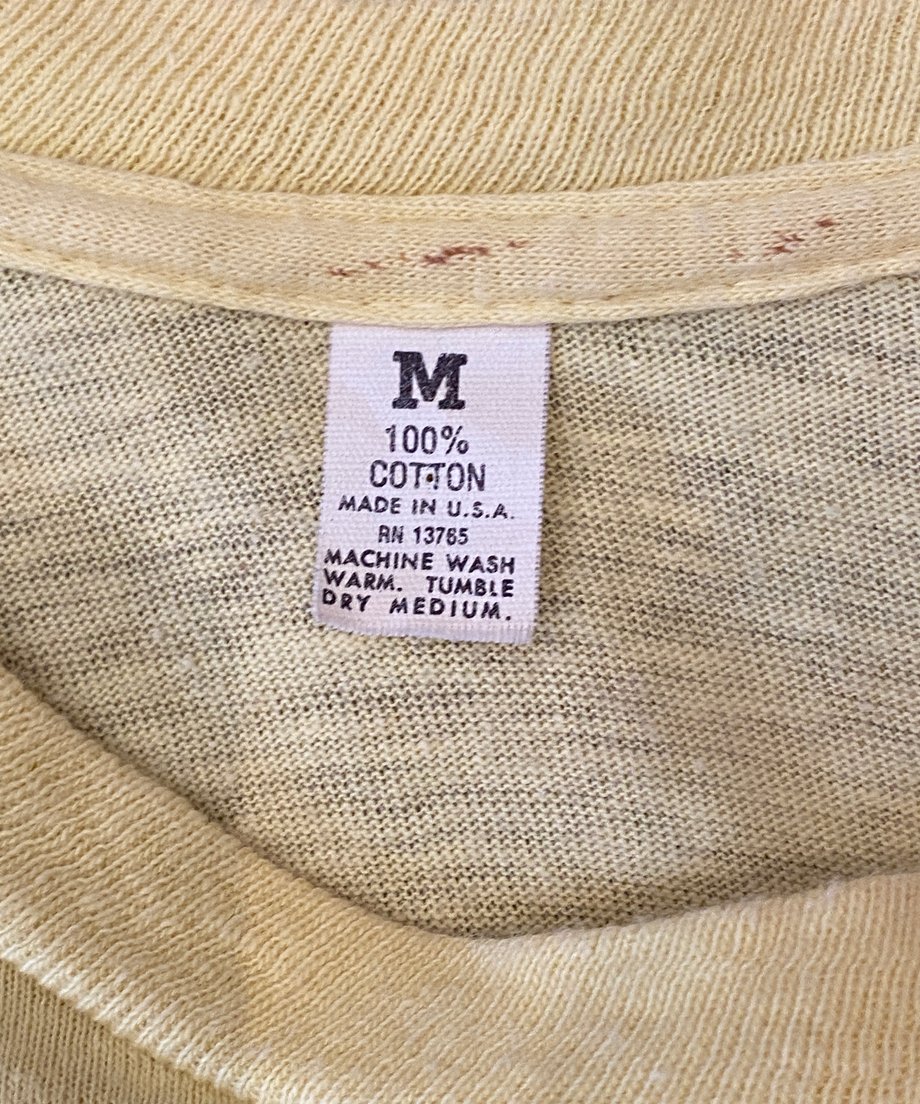 M
100%
COTTON
MADE IN U.S.A.
RN 13765
MACHINE WASH
WARM. TUMBLE
DRY MEDIUM.